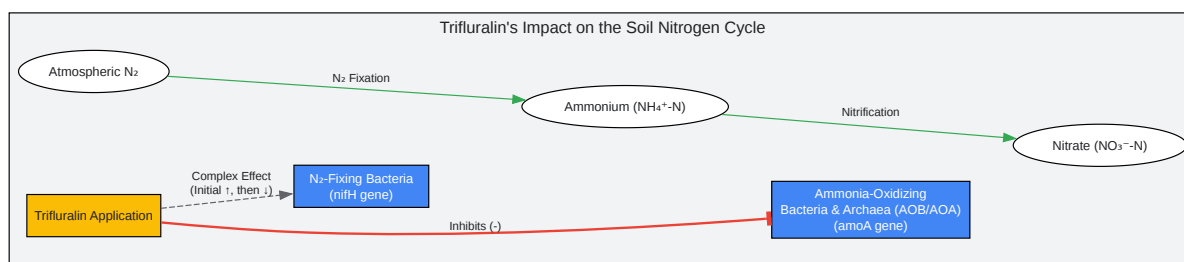 Trifluralin's Impact on the Soil Nitrogen Cycle
Atmospheric N₂
N₂ Fixation
Ammonium (NH₄⁺-N)
Nitrification
Nitrate (NO₃⁻-N)
Trifluralin Application
Complex Effect
(Initial ↑, then ↓)
N₂-Fixing Bacteria
(nifH gene)
Inhibits (-)
Ammonia-Oxidizing
Bacteria & Archaea (AOB/AOA)
(amoA gene)